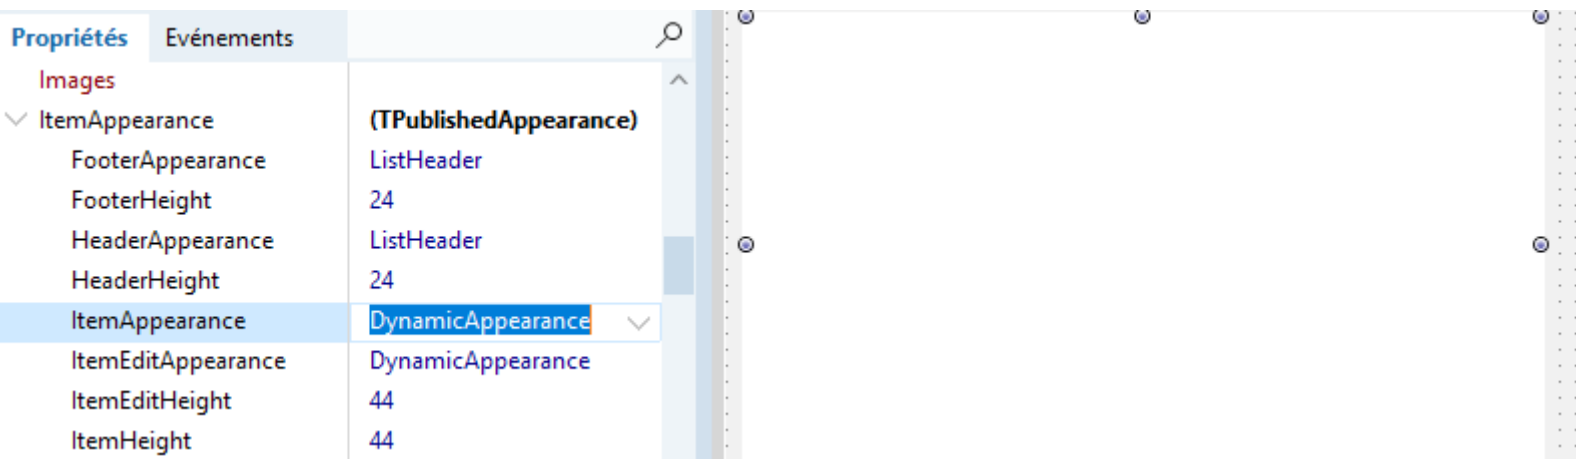 Propriétés Evénements
Images
ItemAppearance (TPublishedAppearance)
FooterAppearance ListHeader
FooterHeight 24
HeaderAppearance ListHeader
HeaderHeight 24
ItemAppearance DynamicAppearance
ItemEditAppearance DynamicAppearance
ItemEditHeight 44
ItemHeight 44